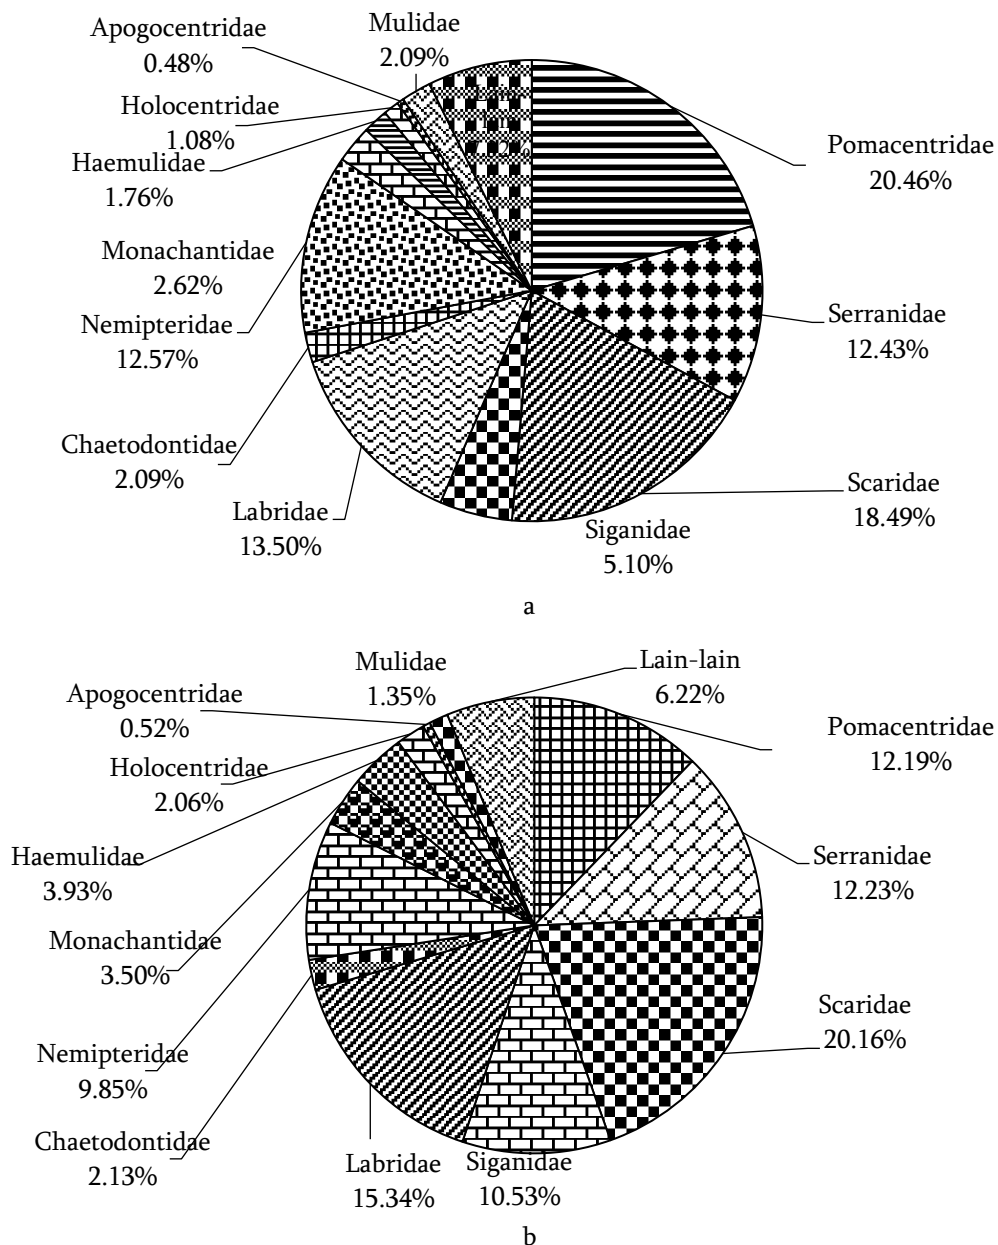 Apogocentridae
0.48%
Mulidae
2.09%
Holocentridae
1.08%
Haemulidae
1.76%
Pomacentridae
20.46%
Monachantidae
2.62%
Nemipteridae
12.57%
Serranidae
12.43%
Chaetodontidae
2.09%
Labridae
13.50%
Scaridae
18.49%
Siganidae
5.10%
a
Mulidae
1.35%
Lain-lain
6.22%
Apogocentridae
0.52%
Pomacentridae
12.19%
Holocentridae
2.06%
Haemulidae
3.93%
Serranidae
12.23%
Monachantidae
3.50%
Scaridae
20.16%
Nemipteridae
9.85%
Chaetodontidae
2.13%
Labridae
15.34%
Siganidae
10.53%
b